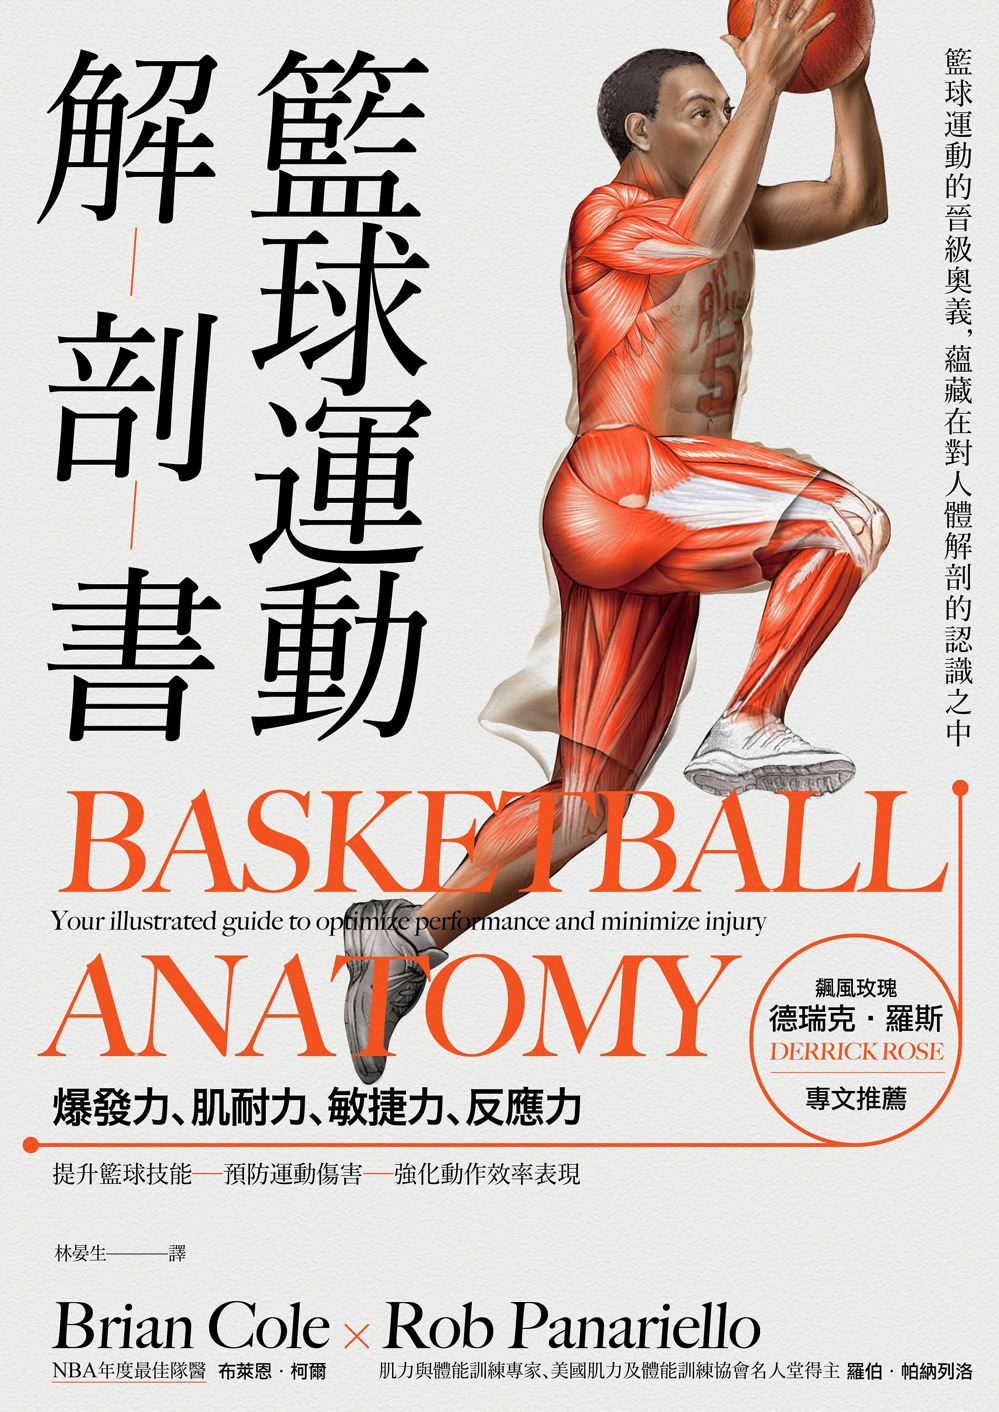 籃球運動
解剖書
籃球運動的晉級奧義，蘊藏在對人體解剖的認識之中
BASKETBALL
Your illustrated guide to optimize performance and minimize injury
ANATOMY
飆風玫瑰
德瑞克・羅斯
DERRICK ROSE
專文推薦
爆發力、肌耐力、敏捷力、反應力
提升籃球技能—預防運動傷害—強化動作效率表現
林晏生——譯
Brian Cole × Rob Panariello
NBA年度最佳隊醫 布萊恩・柯爾 肌力與體能訓練專家、美國肌力及體能訓練協會名人堂得主 羅伯・帕納列洛